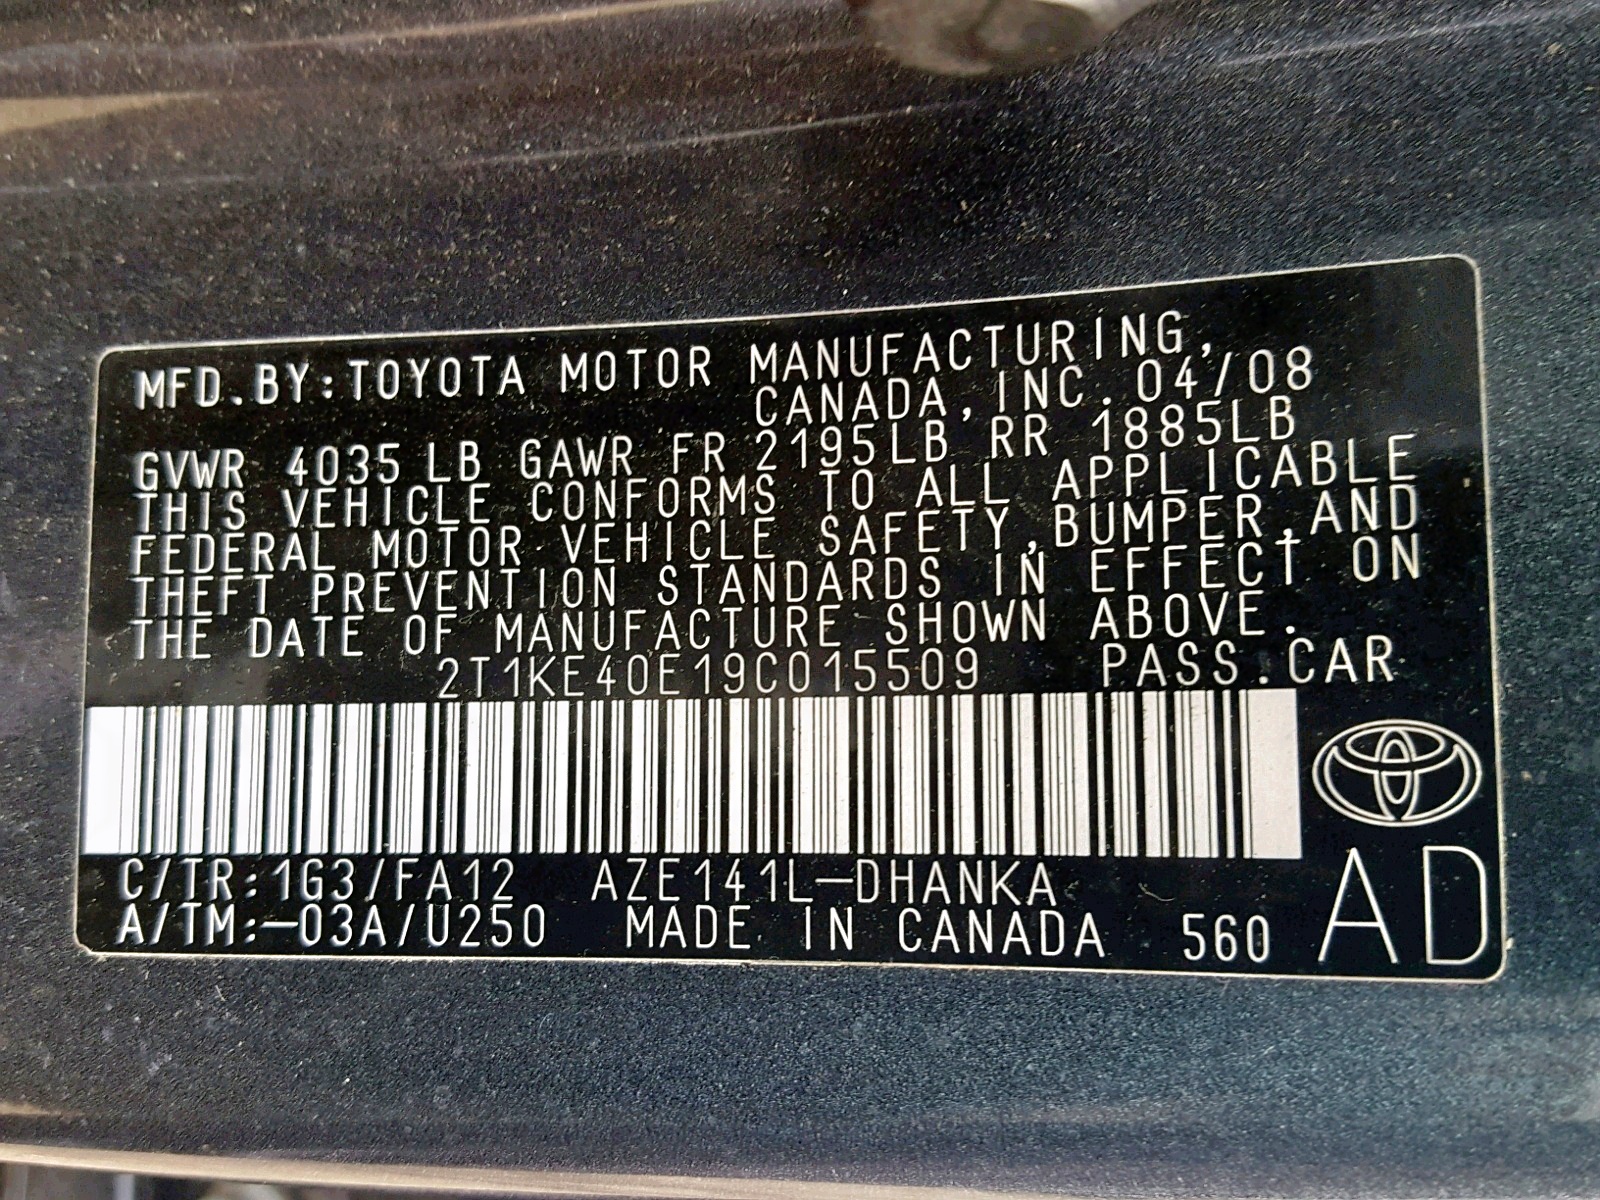 MFD.BY:TOYOTA MOTOR MANUFACTURING,
CANADA, INC. 04/08
GVWR 4035LB GAWR FR 2195LB RR 1885LB
THIS VEHICLE CONFORMS TO ALL APPLICABLE
FEDERAL MOTOR VEHICLE SAFETY,BUMPER,AND
THEFT PREVENTION STANDARDS IN EFFECT ON
THE DATE OF MANUFACTURE SHOWN ABOVE.
2T1KE40E19C015509 PASS.CAR
C/TR:1G3/FA12 AZE141L-DHANKA
A/TM:-03A/U250 MADE IN CANADA 560
AD